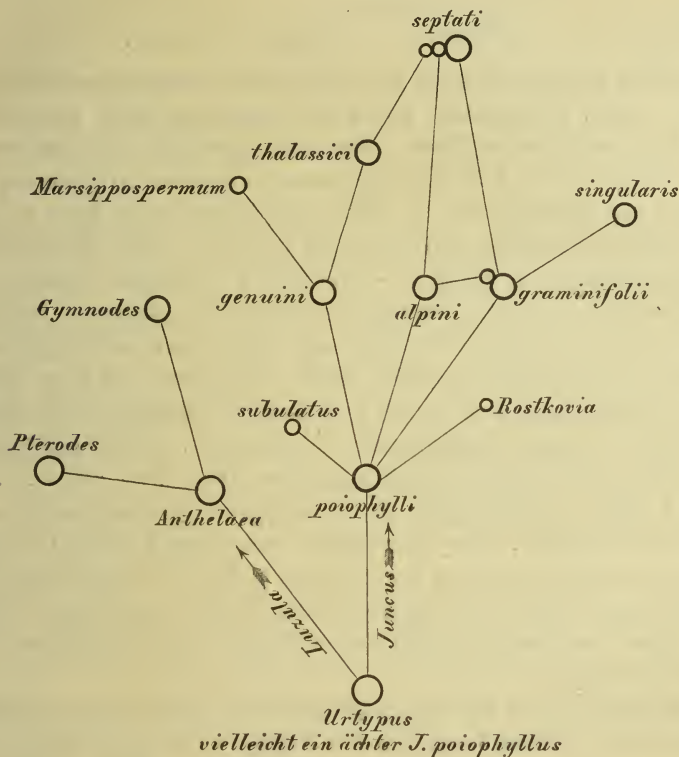 septati
thalassici
Marsippospermum
singularis
genuini
alpini
graminifolii
Gymnodes
subulatus
Rostkovia
Pterodes
Anthelaea
poiophylli
Luzula
Juncus
Urtypus
vielleicht ein ächter J. poiophyllus